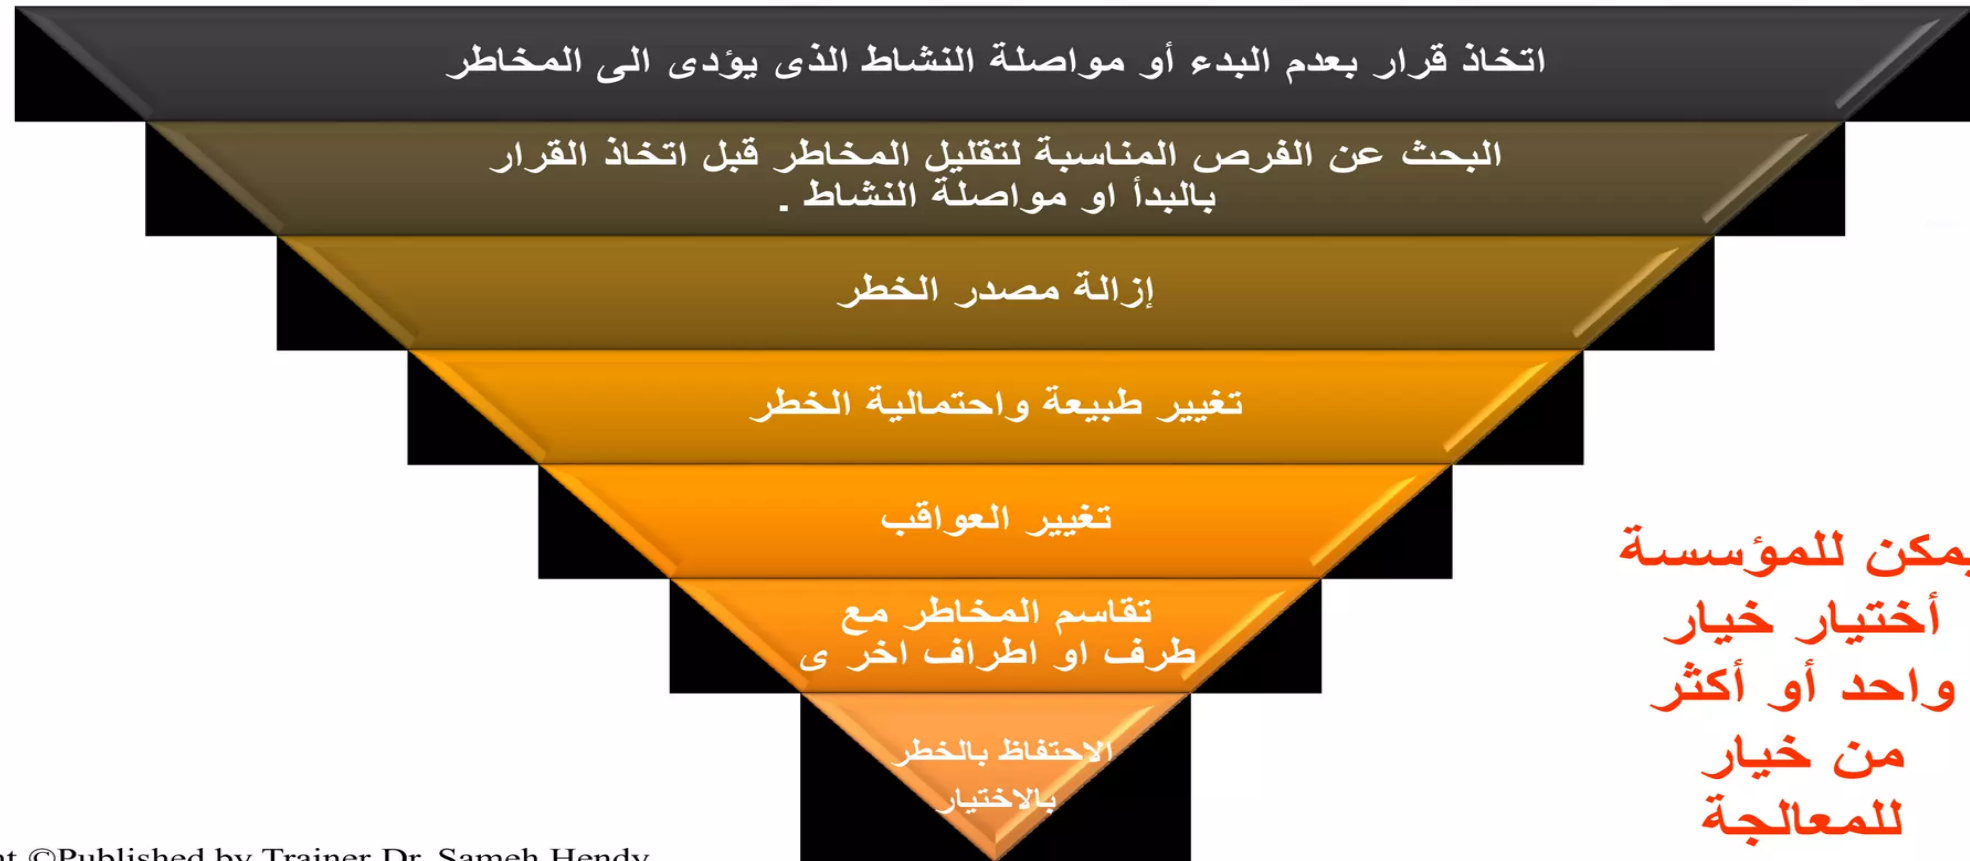 اتخاذ قرار بعدم البدء أو مواصلة النشاط الذى يؤدى الى المخاطر
البحث عن الفرص المناسبة لتقليل المخاطر قبل اتخاذ القرار
بالبدأ او مواصلة النشاط .
إزالة مصدر الخطر
تغيير طبيعة واحتمالية الخطر
تغيير العواقب
تقاسم المخاطر مع
طرف او اطراف اخر ى
الاحتفاظ بالخطر
بالاختيار
يمكن للمؤسسة
أختيار خيار
واحد أو أكثر
من خيار
للمعالجة
©Published by Trainer Dr. Sameh Hendy